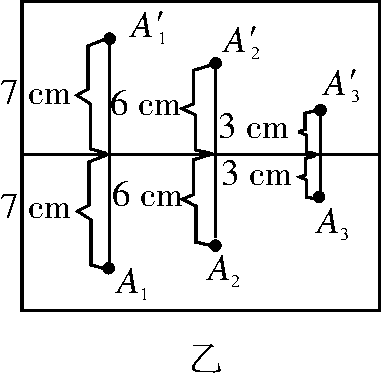 A′₁
A′₂
A′₃
7 cm
6 cm
3 cm
7 cm
6 cm
3 cm
A₁
A₂
A₃
乙